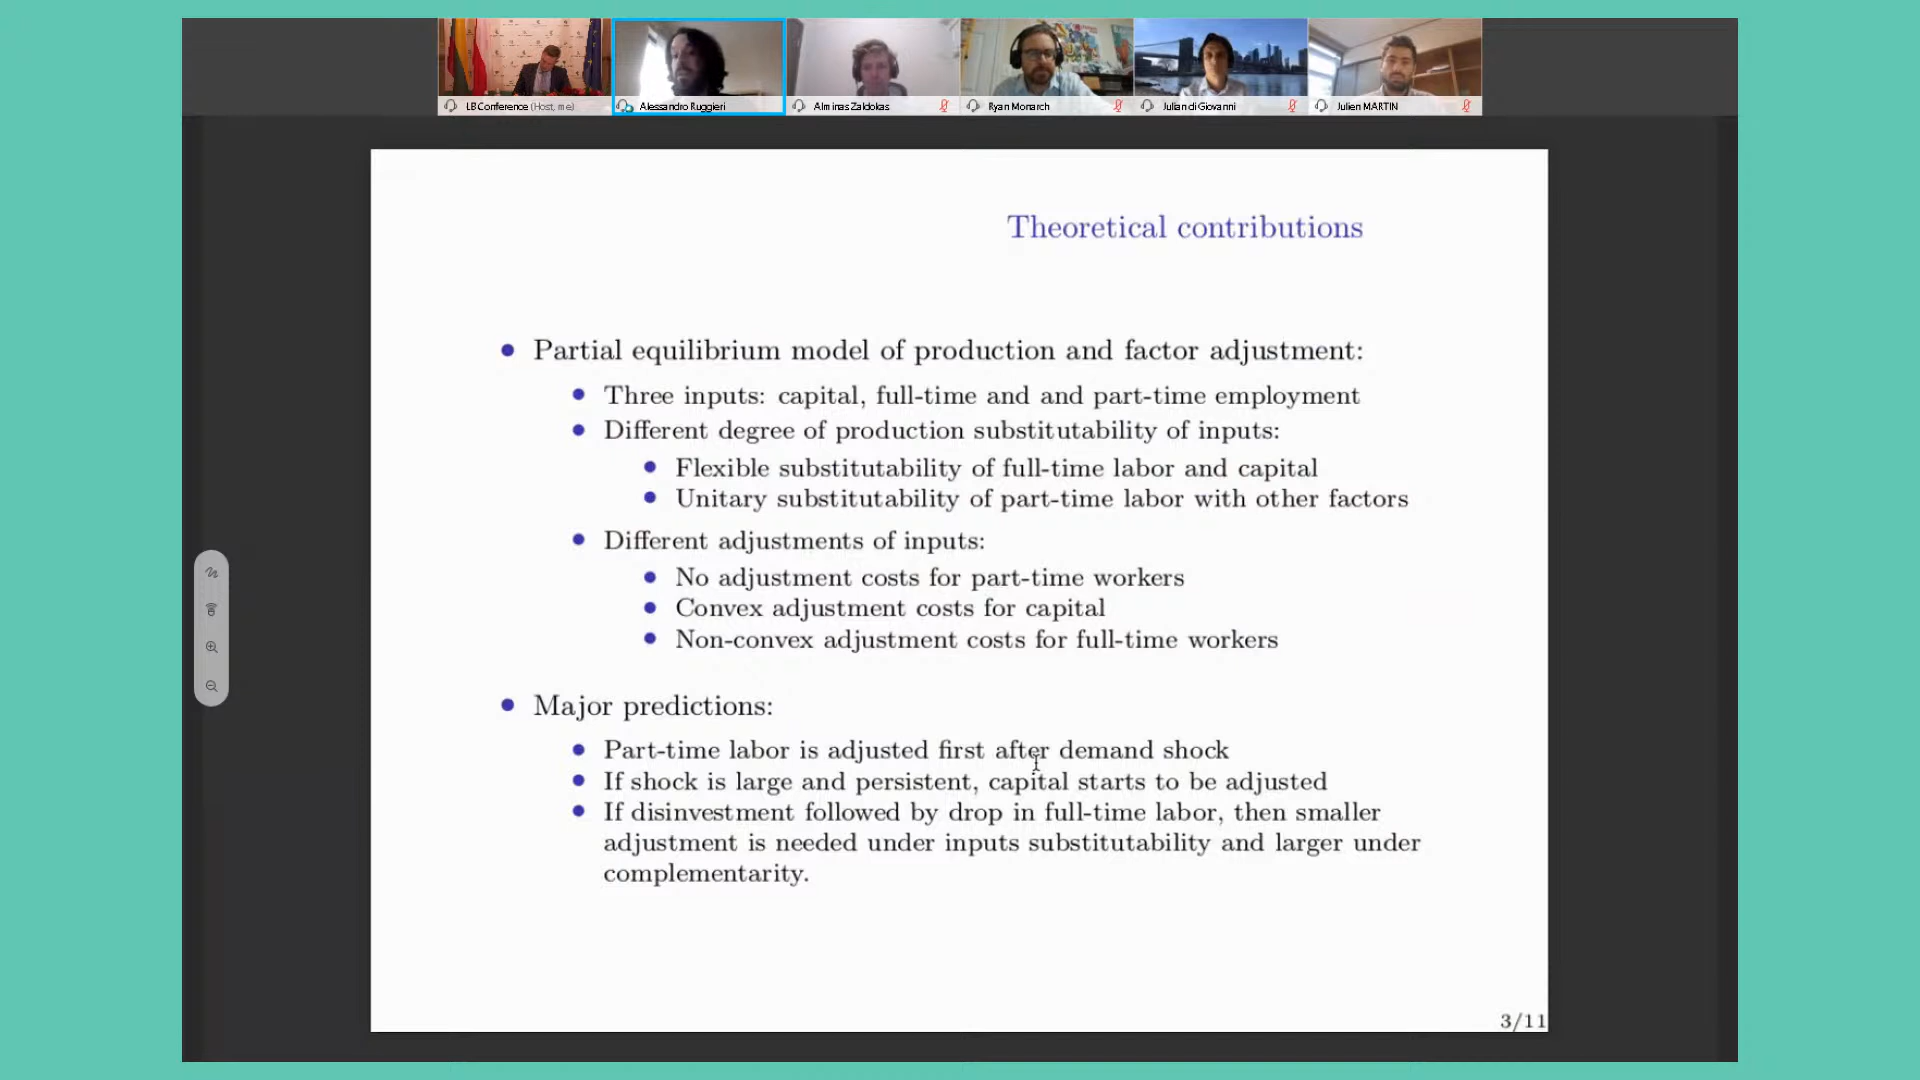 LB Conference (Host, me)
Alessandro Ruggieri
Alminas Zaldokas
Ryan Monarch
Julian di Giovanni
Julien MARTIN
Theoretical contributions
Partial equilibrium model of production and factor adjustment:
Three inputs: capital, full-time and and part-time employment
Different degree of production substitutability of inputs:
Flexible substitutability of full-time labor and capital
Unitary substitutability of part-time labor with other factors
Different adjustments of inputs:
No adjustment costs for part-time workers
Convex adjustment costs for capital
Non-convex adjustment costs for full-time workers
Major predictions:
Part-time labor is adjusted first after demand shock
If shock is large and persistent, capital starts to be adjusted
If disinvestment followed by drop in full-time labor, then smaller
adjustment is needed under inputs substitutability and larger under
complementarity.
3/11